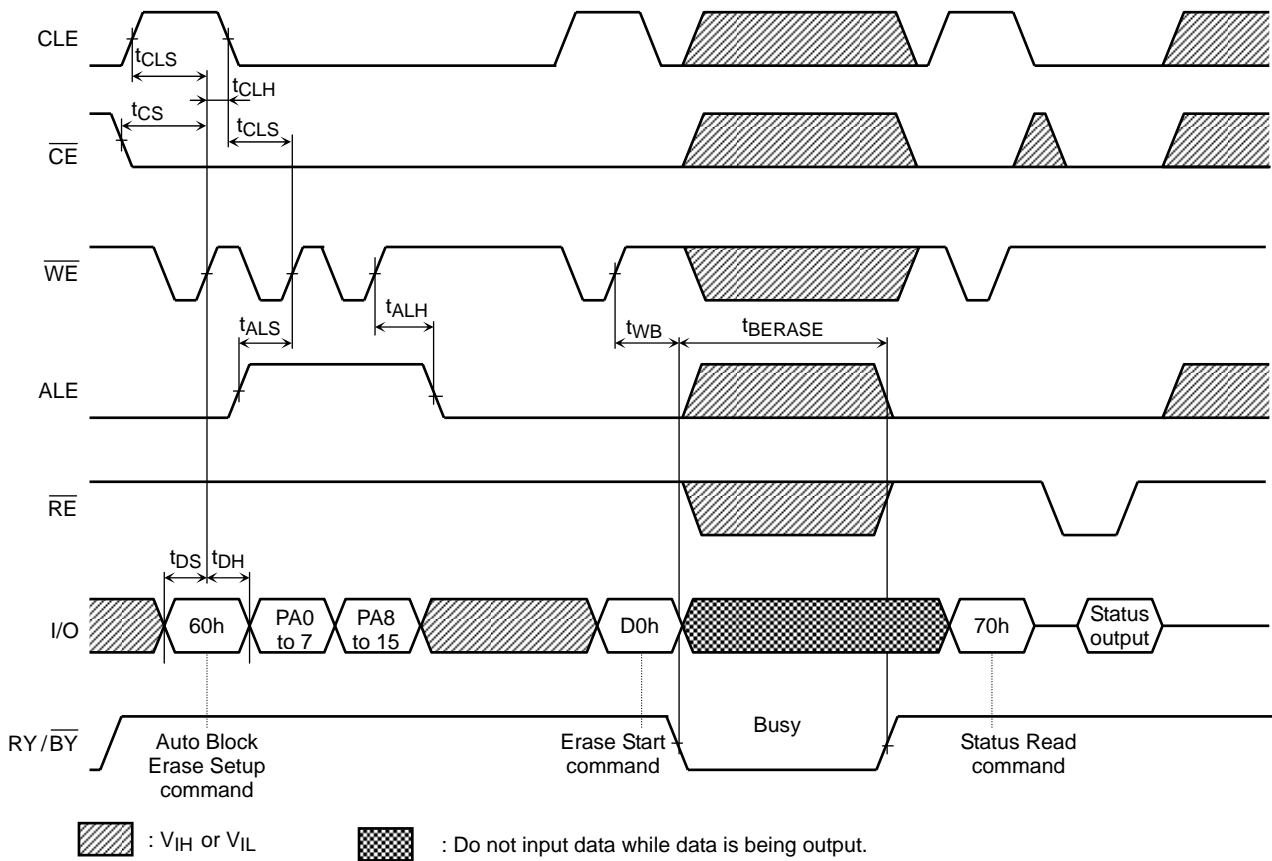 CLE
tCLS
tCLH
tCS
tCLS
CE
WE
tALS
tALH
tWB
tBERASE
ALE
RE
tDS
tDH
I/O
60h
PA0
to 7
PA8
to 15
D0h
70h
Status
output
RY/BY
Busy
Auto Block
Erase Setup
command
Erase Start
command
Status Read
command
: VIH or VIL
: Do not input data while data is being output.